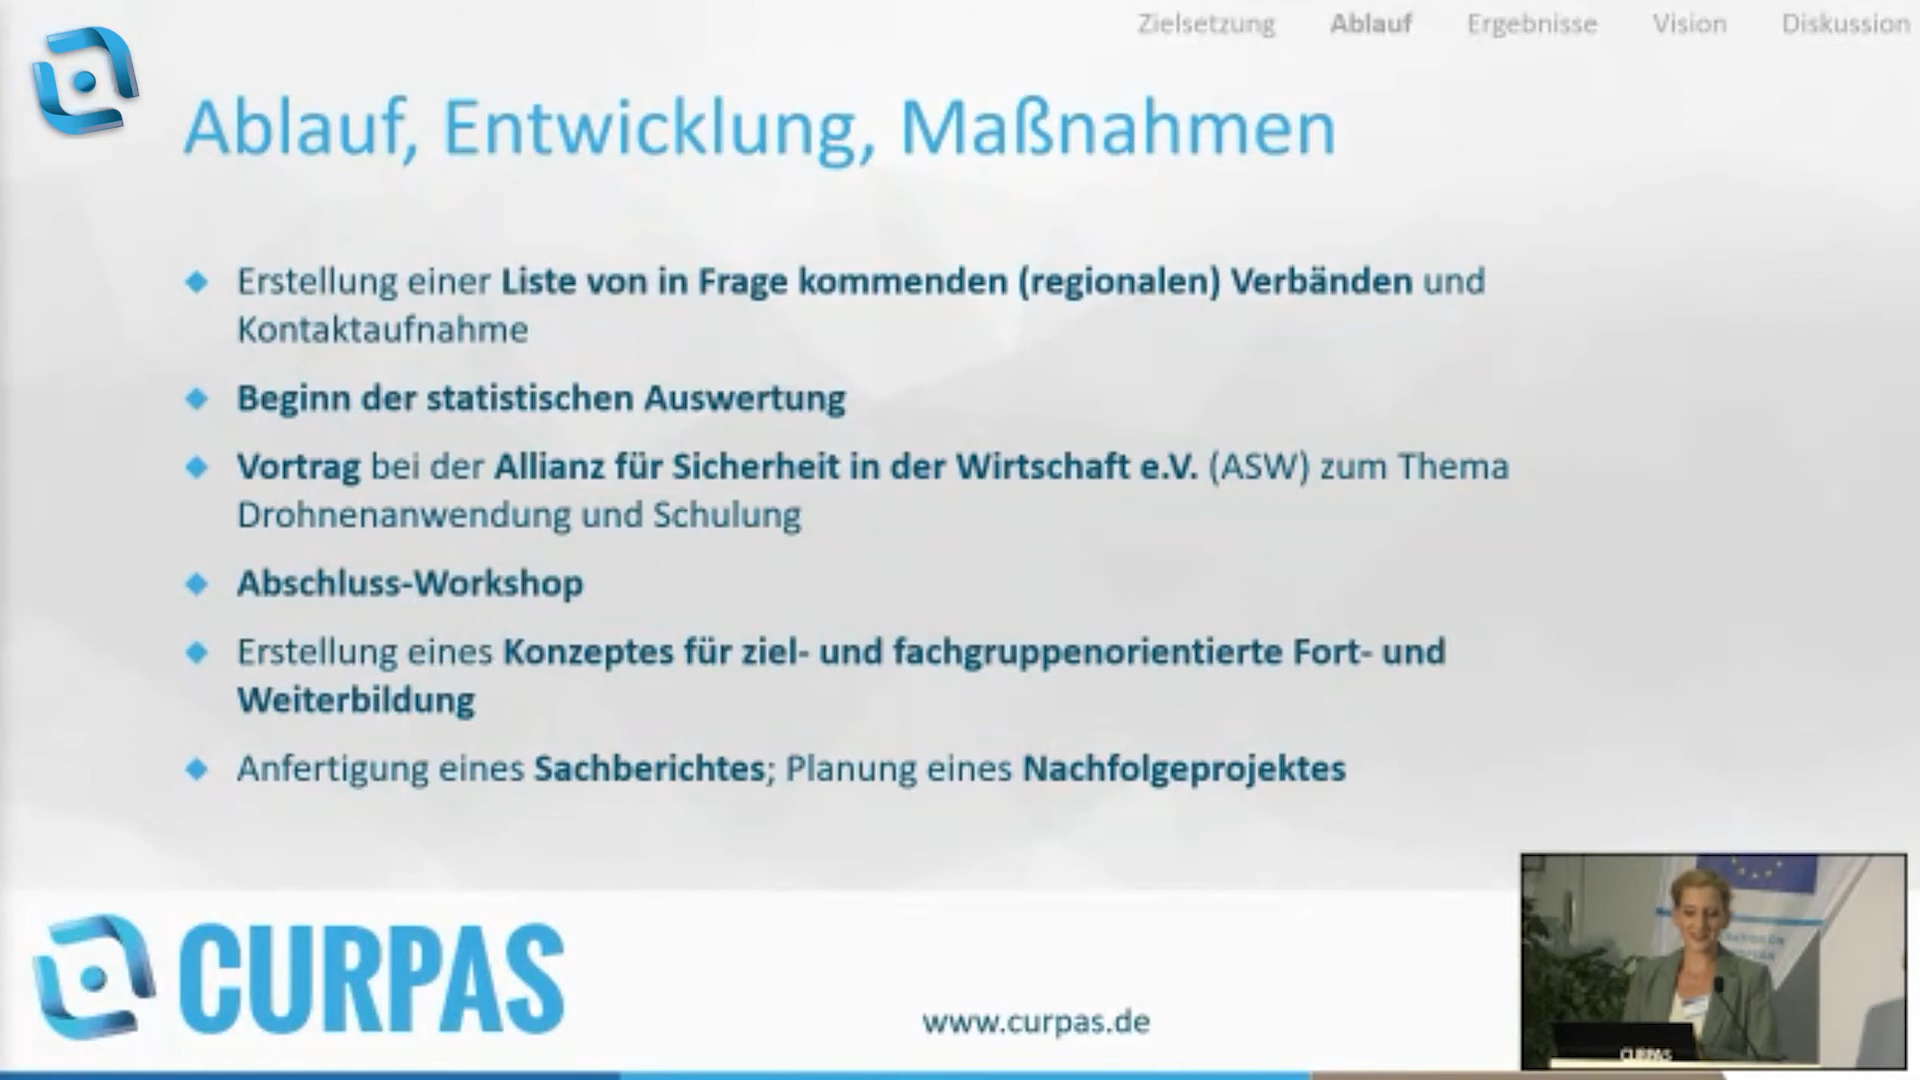 Zielsetzung Ablauf Ergebnisse Vision Diskussion
Ablauf, Entwicklung, Maßnahmen
Erstellung einer Liste von in Frage kommenden (regionalen) Verbänden und
Kontaktaufnahme
Beginn der statistischen Auswertung
Vortrag bei der Allianz für Sicherheit in der Wirtschaft e.V. (ASW) zum Thema
Drohnenanwendung und Schulung
Abschluss-Workshop
Erstellung eines Konzeptes für ziel- und fachgruppenorientierte Fort- und
Weiterbildung
Anfertigung eines Sachberichtes; Planung eines Nachfolgeprojektes
CURPAS
www.curpas.de
CURPAS